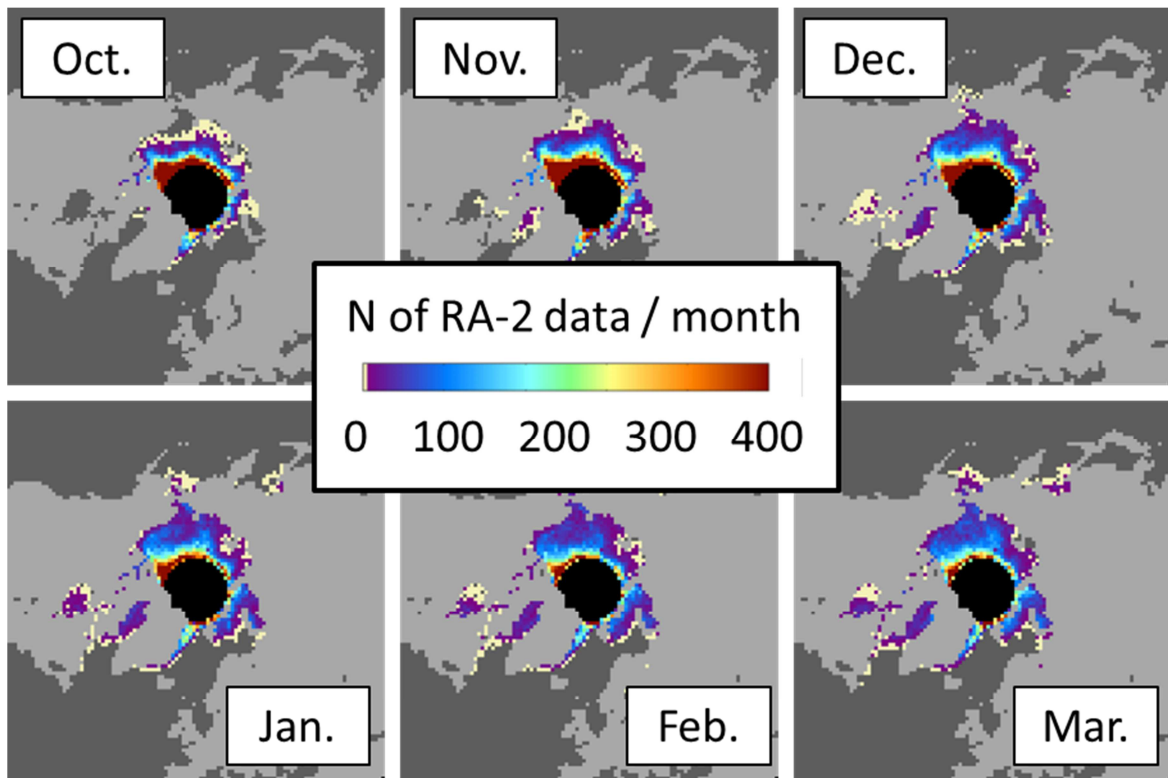 Oct.
Nov.
Dec.
N of RA-2 data / month
0 100 200 300 400
Jan.
Feb.
Mar.